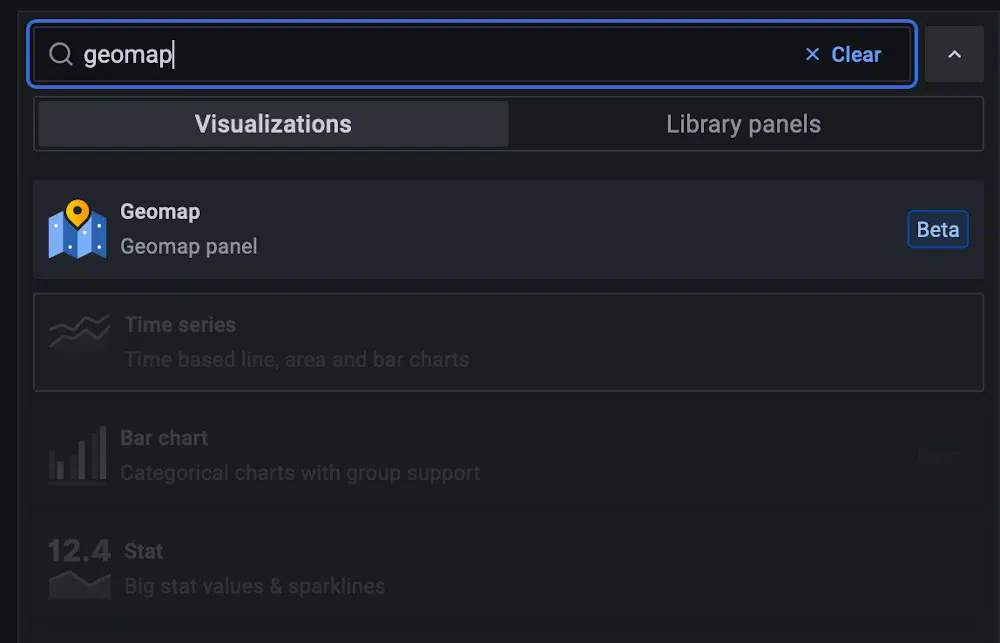 geomap
Clear
Visualizations
Library panels
Geomap
Geomap panel
Beta
Time series
Time based line, area and bar charts
Bar chart
Categorical charts with group support
12.4
Stat
Big stat values & sparklines